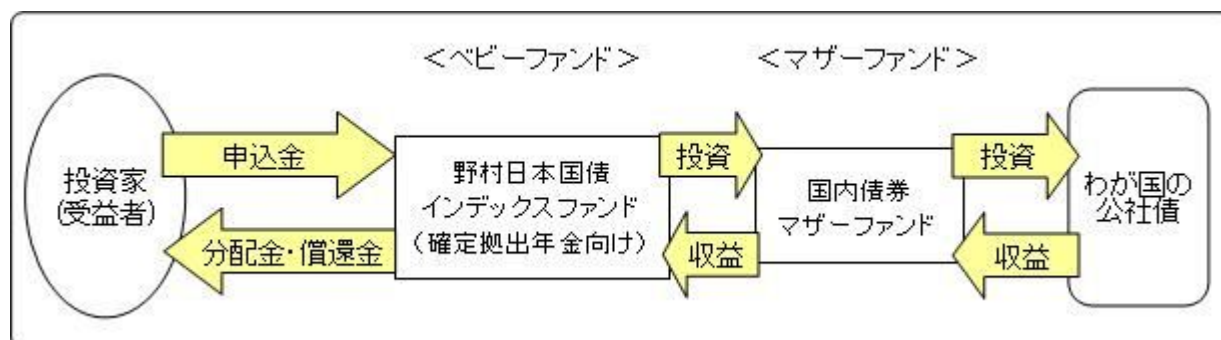 ＜ベビーファンド＞
＜マザーファンド＞
投資家
(受益者)
申込金
分配金・償還金
野村日本国債
インデックスファンド
（確定拠出年金向け）
投資
収益
国内債券
マザーファンド
投資
収益
わが国の
公社債